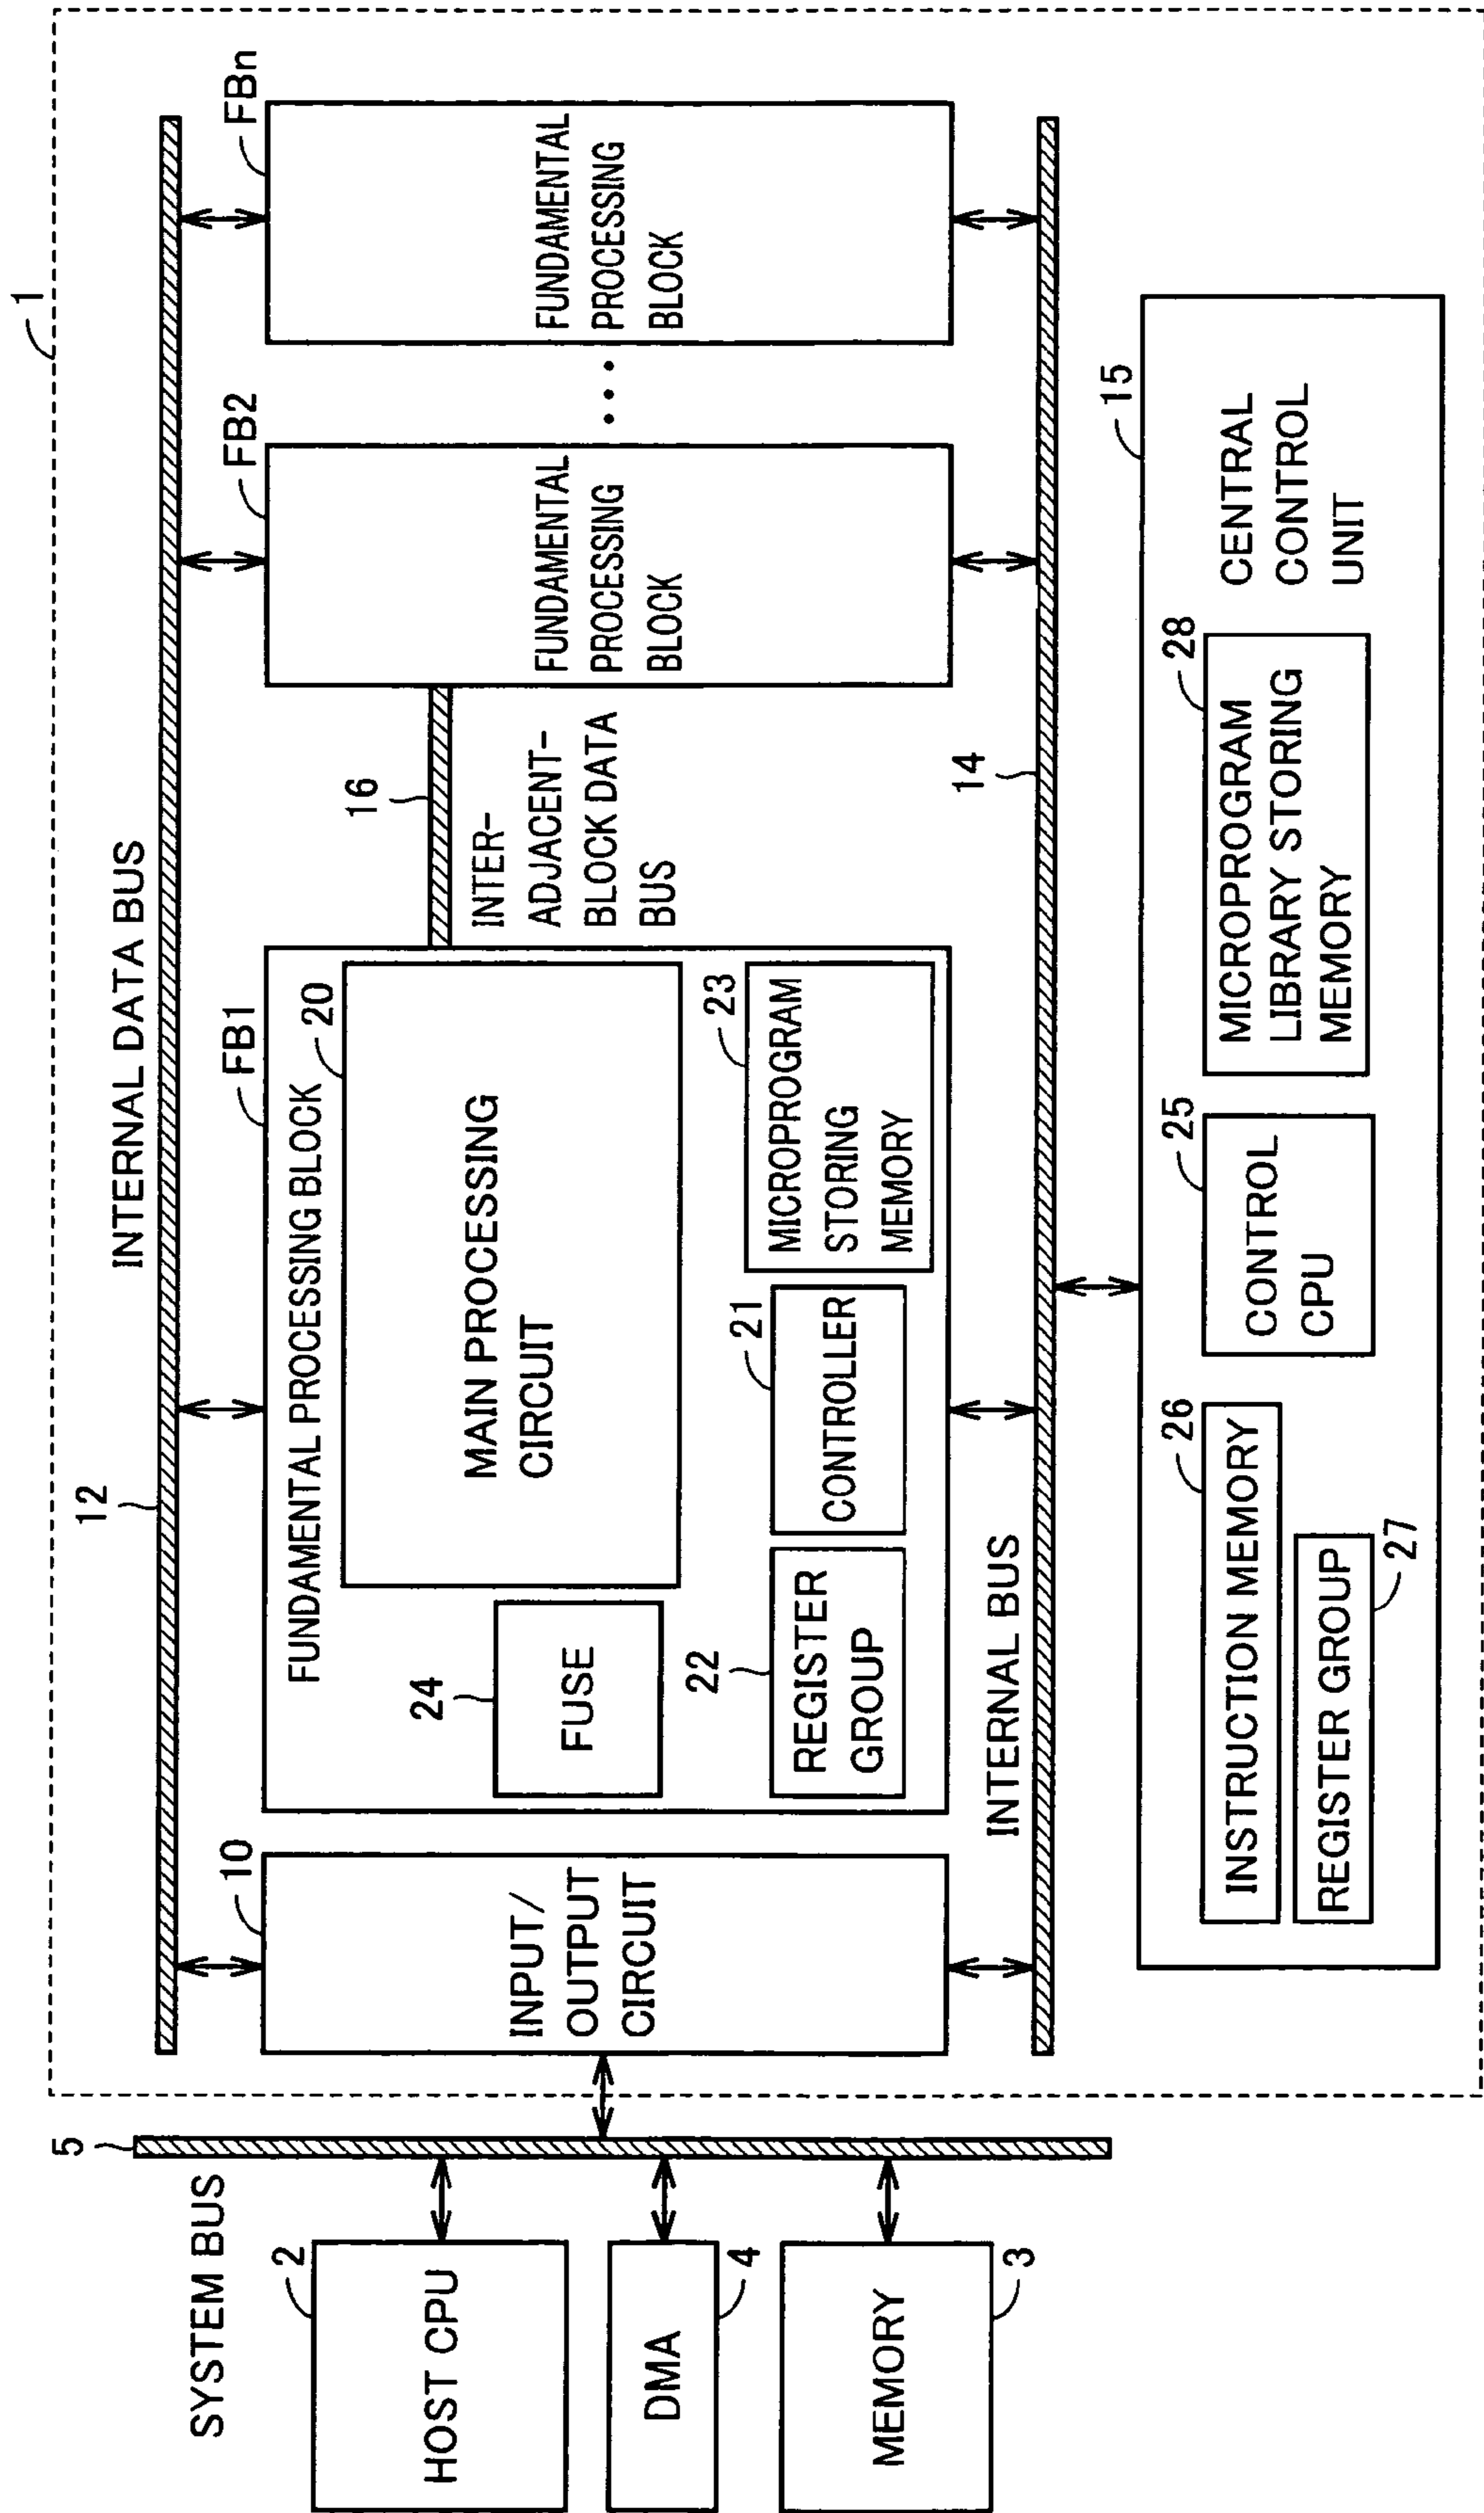 1
SYSTEM BUS
5
2
HOST CPU
4
DMA
3
MEMORY
12
INTERNAL DATA BUS
10
INPUT/
OUTPUT
CIRCUIT
FB1
FUNDAMENTAL PROCESSING BLOCK
20
MAIN PROCESSING
CIRCUIT
24
FUSE
22
REGISTER
GROUP
21
CONTROLLER
23
MICROPROGRAM
STORING
MEMORY
16
INTER-
ADJACENT-
BLOCK DATA
BUS
FB2
FUNDAMENTAL
PROCESSING
BLOCK
FBn
FUNDAMENTAL
PROCESSING
BLOCK
INTERNAL BUS
14
15
CENTRAL
CONTROL
UNIT
26
INSTRUCTION MEMORY
REGISTER GROUP
27
25
CONTROL
CPU
28
MICROPROGRAM
LIBRARY STORING
MEMORY